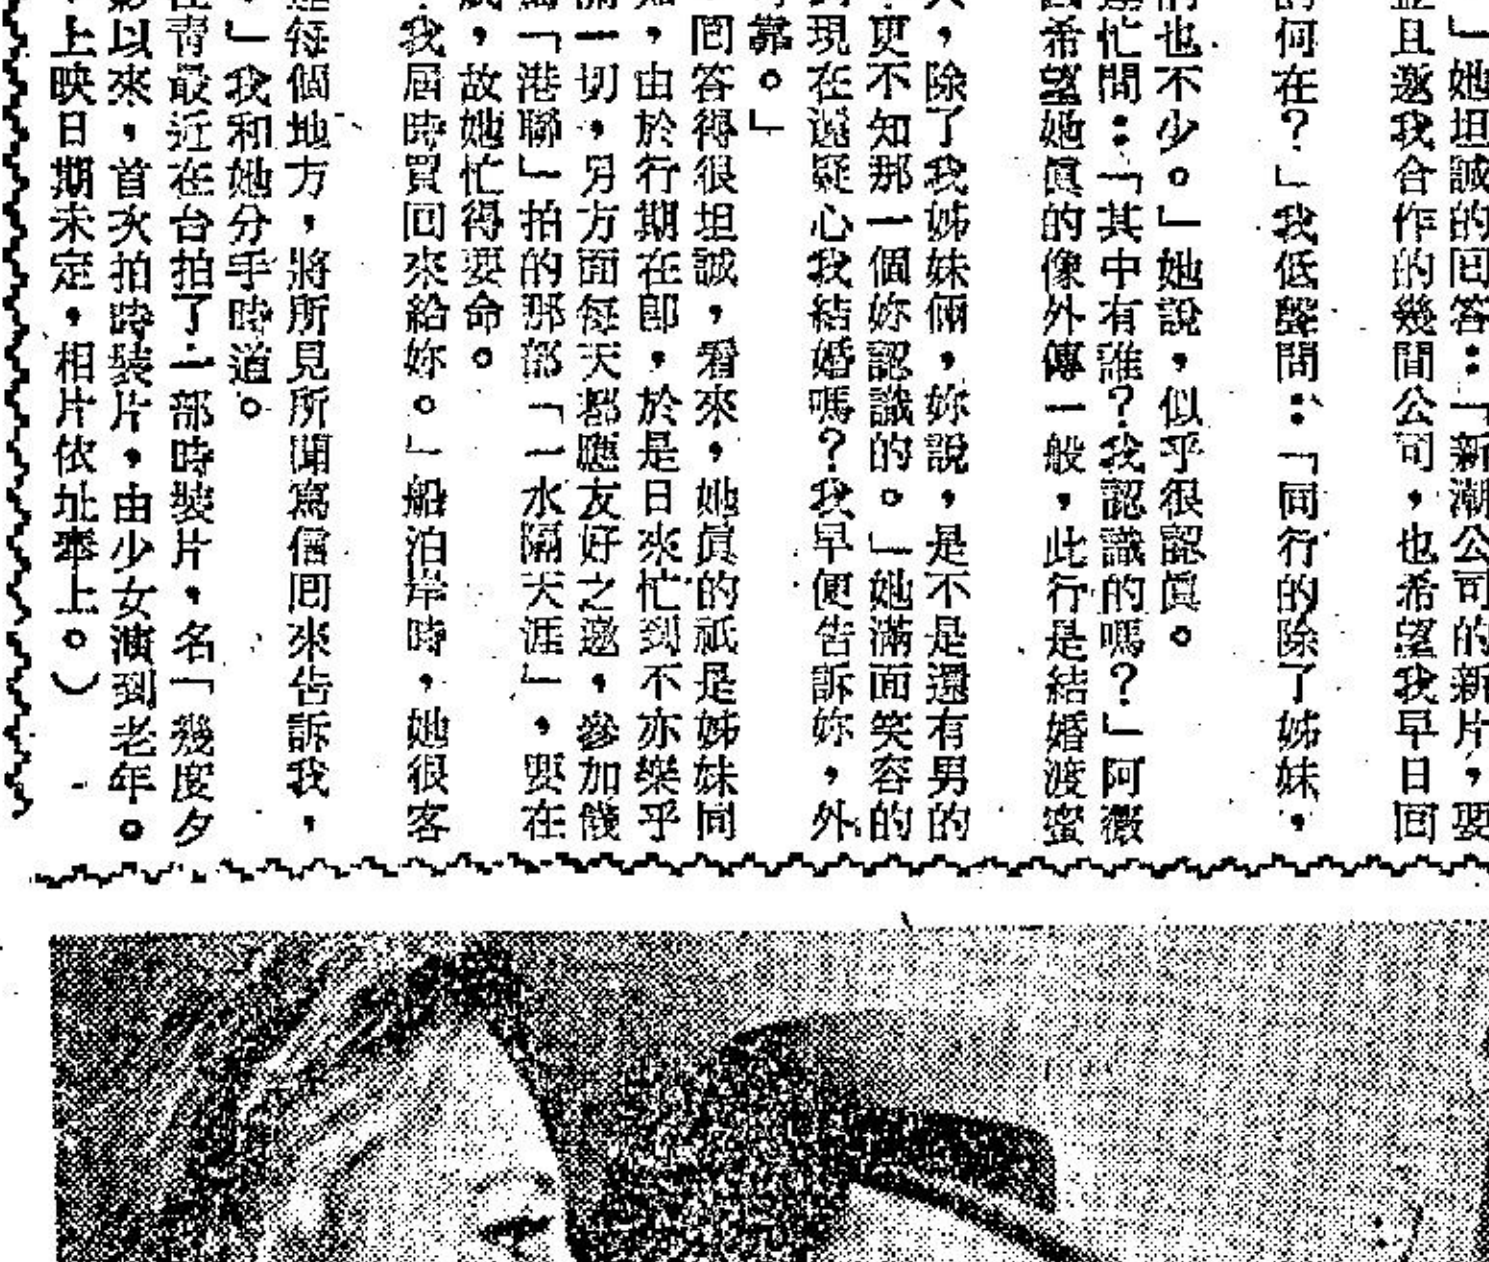 」她坦誠的回答：「新潮公司的新片，要
並且邀我合作的幾間公司，也希望我早日回
何在？」我低聲問：「同行的除了姊妹，
的也不少。」她說，似乎很認眞。
連忙問：「其中有誰？我認識的嗎？」阿薇
希望她眞的像外傳一般，此行是結婚渡蜜
，除了我姊妹倆，妳說，是不是還有男的
更不知那一個妳認識的。」她滿面笑容的
現在還疑心我結婚嗎？我早便告訴妳，外
靠。」
回答得很坦誠，看來，她眞的祇是姊妹同
，由於行期在即，於是日來忙到不亦樂乎
一切，另方面每天都應友好之邀，參加餞
「港聯」拍的那部「一水隔天涯」，要在
，故她忙得要命。
我屆時買回來給妳。」船泊岸時，她很客
每個地方，將所見所聞寫信回來告訴我，
。」我和她分手時道。
青最近在台拍了一部時裝片，名「幾度夕
影以來，首次拍時裝片，由少女演到老年。
，上映日期未定，相片依址奉上。）